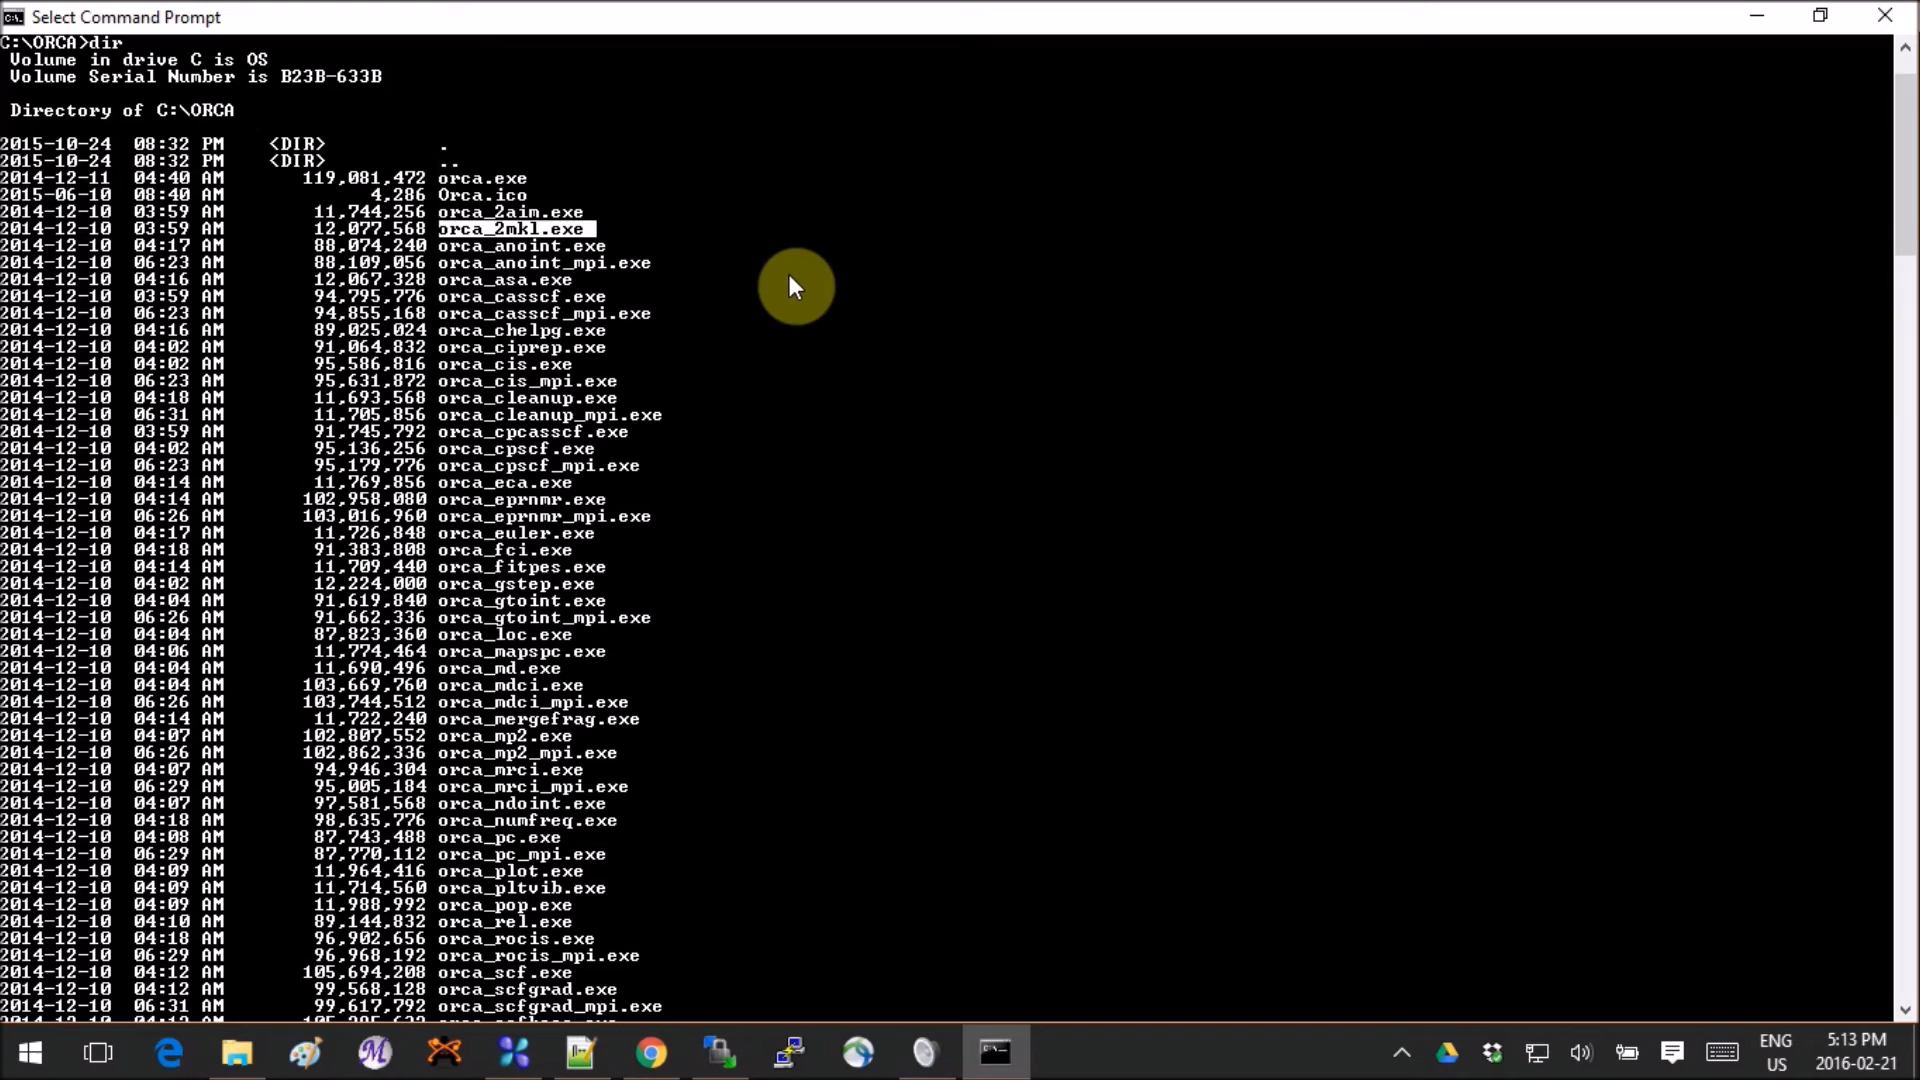 Select Command Prompt
C:\ORCA>dir
Volume in drive C is OS
Volume Serial Number is B23B-633B
Directory of C:\ORCA
2015-10-24 08:32 PM <DIR> .
2015-10-24 08:32 PM <DIR> ..
2014-12-11 04:40 AM 119,081,472 orca.exe
2015-06-10 08:40 AM 4,286 Orca.ico
2014-12-10 03:59 AM 11,744,256 orca_2aim.exe
2014-12-10 03:59 AM 12,077,568 orca_2mkl.exe
2014-12-10 04:17 AM 88,074,240 orca_anoint.exe
2014-12-10 06:23 AM 88,109,056 orca_anoint_mpi.exe
2014-12-10 04:16 AM 12,067,328 orca_asa.exe
2014-12-10 03:59 AM 94,795,776 orca_casscf.exe
2014-12-10 06:23 AM 94,855,168 orca_casscf_mpi.exe
2014-12-10 04:16 AM 89,025,024 orca_chelpg.exe
2014-12-10 04:02 AM 91,064,832 orca_ciprep.exe
2014-12-10 04:02 AM 95,586,816 orca_cis.exe
2014-12-10 06:23 AM 95,631,872 orca_cis_mpi.exe
2014-12-10 04:18 AM 11,693,568 orca_cleanup.exe
2014-12-10 06:31 AM 11,705,856 orca_cleanup_mpi.exe
2014-12-10 03:59 AM 91,745,792 orca_cpcasscf.exe
2014-12-10 04:02 AM 95,136,256 orca_cpscf.exe
2014-12-10 06:23 AM 95,179,776 orca_cpscf_mpi.exe
2014-12-10 04:14 AM 11,769,856 orca_eca.exe
2014-12-10 04:14 AM 102,958,080 orca_eprnmr.exe
2014-12-10 06:26 AM 103,016,960 orca_eprnmr_mpi.exe
2014-12-10 04:17 AM 11,726,848 orca_euler.exe
2014-12-10 04:18 AM 91,383,808 orca_fci.exe
2014-12-10 04:14 AM 11,709,440 orca_fitpes.exe
2014-12-10 04:02 AM 12,224,000 orca_gstep.exe
2014-12-10 04:04 AM 91,619,840 orca_gtoint.exe
2014-12-10 06:26 AM 91,662,336 orca_gtoint_mpi.exe
2014-12-10 04:04 AM 87,823,360 orca_loc.exe
2014-12-10 04:06 AM 11,774,464 orca_mapspc.exe
2014-12-10 04:04 AM 11,690,496 orca_md.exe
2014-12-10 04:04 AM 103,669,760 orca_mdci.exe
2014-12-10 06:26 AM 103,744,512 orca_mdci_mpi.exe
2014-12-10 04:14 AM 11,722,240 orca_mergefrag.exe
2014-12-10 04:07 AM 102,807,552 orca_mp2.exe
2014-12-10 06:26 AM 102,862,336 orca_mp2_mpi.exe
2014-12-10 04:07 AM 94,946,304 orca_mrci.exe
2014-12-10 06:29 AM 95,005,184 orca_mrci_mpi.exe
2014-12-10 04:07 AM 97,581,568 orca_ndoint.exe
2014-12-10 04:18 AM 98,635,776 orca_numfreq.exe
2014-12-10 04:08 AM 87,743,488 orca_pc.exe
2014-12-10 06:29 AM 87,770,112 orca_pc_mpi.exe
2014-12-10 04:09 AM 11,964,416 orca_plot.exe
2014-12-10 04:09 AM 11,714,560 orca_pltvib.exe
2014-12-10 04:09 AM 11,988,992 orca_pop.exe
2014-12-10 04:10 AM 89,144,832 orca_rel.exe
2014-12-10 04:18 AM 96,902,656 orca_rocis.exe
2014-12-10 06:29 AM 96,968,192 orca_rocis_mpi.exe
2014-12-10 04:12 AM 105,694,208 orca_scf.exe
2014-12-10 04:12 AM 99,568,128 orca_scfgrad.exe
2014-12-10 06:31 AM 99,617,792 orca_scfgrad_mpi.exe
ENG
US
5:13 PM
2016-02-21